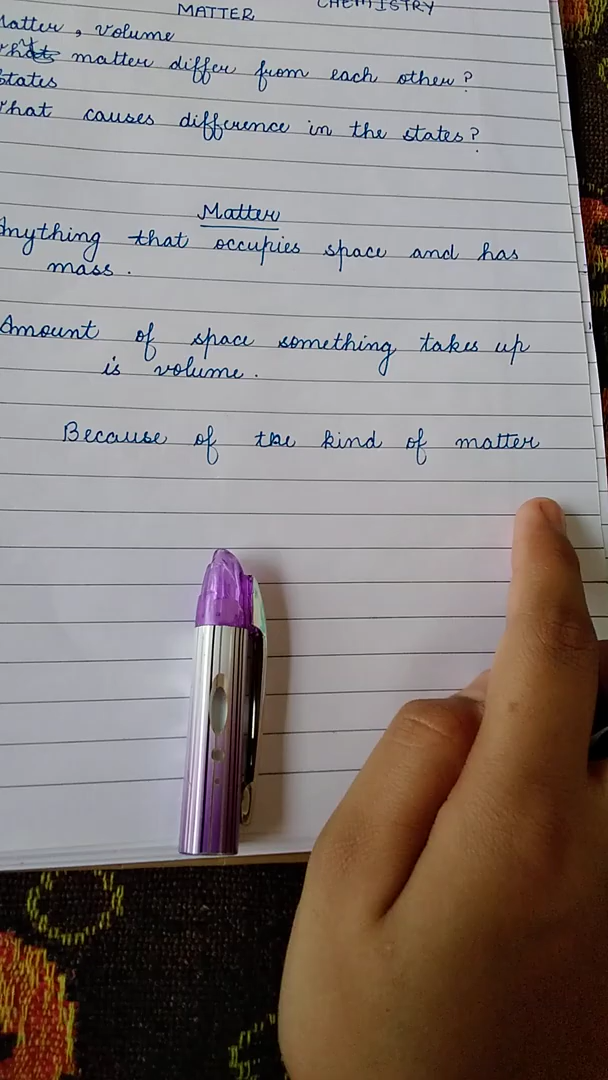 MATTER CHEMISTRY
Matter, volume
matter differ from each other?
States
What causes difference in the states?
Matter
Anything that occupies space and has
mass.
Amount of space something takes up
is volume.
Because of the kind of matter